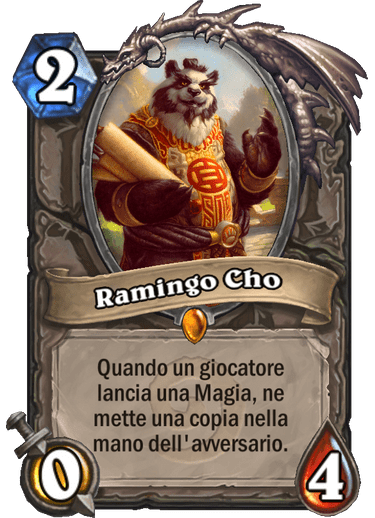 2
Ramingo Cho
Quando un giocatore
lancia una Magia, ne
mette una copia nella
mano dell'avversario.
0
4